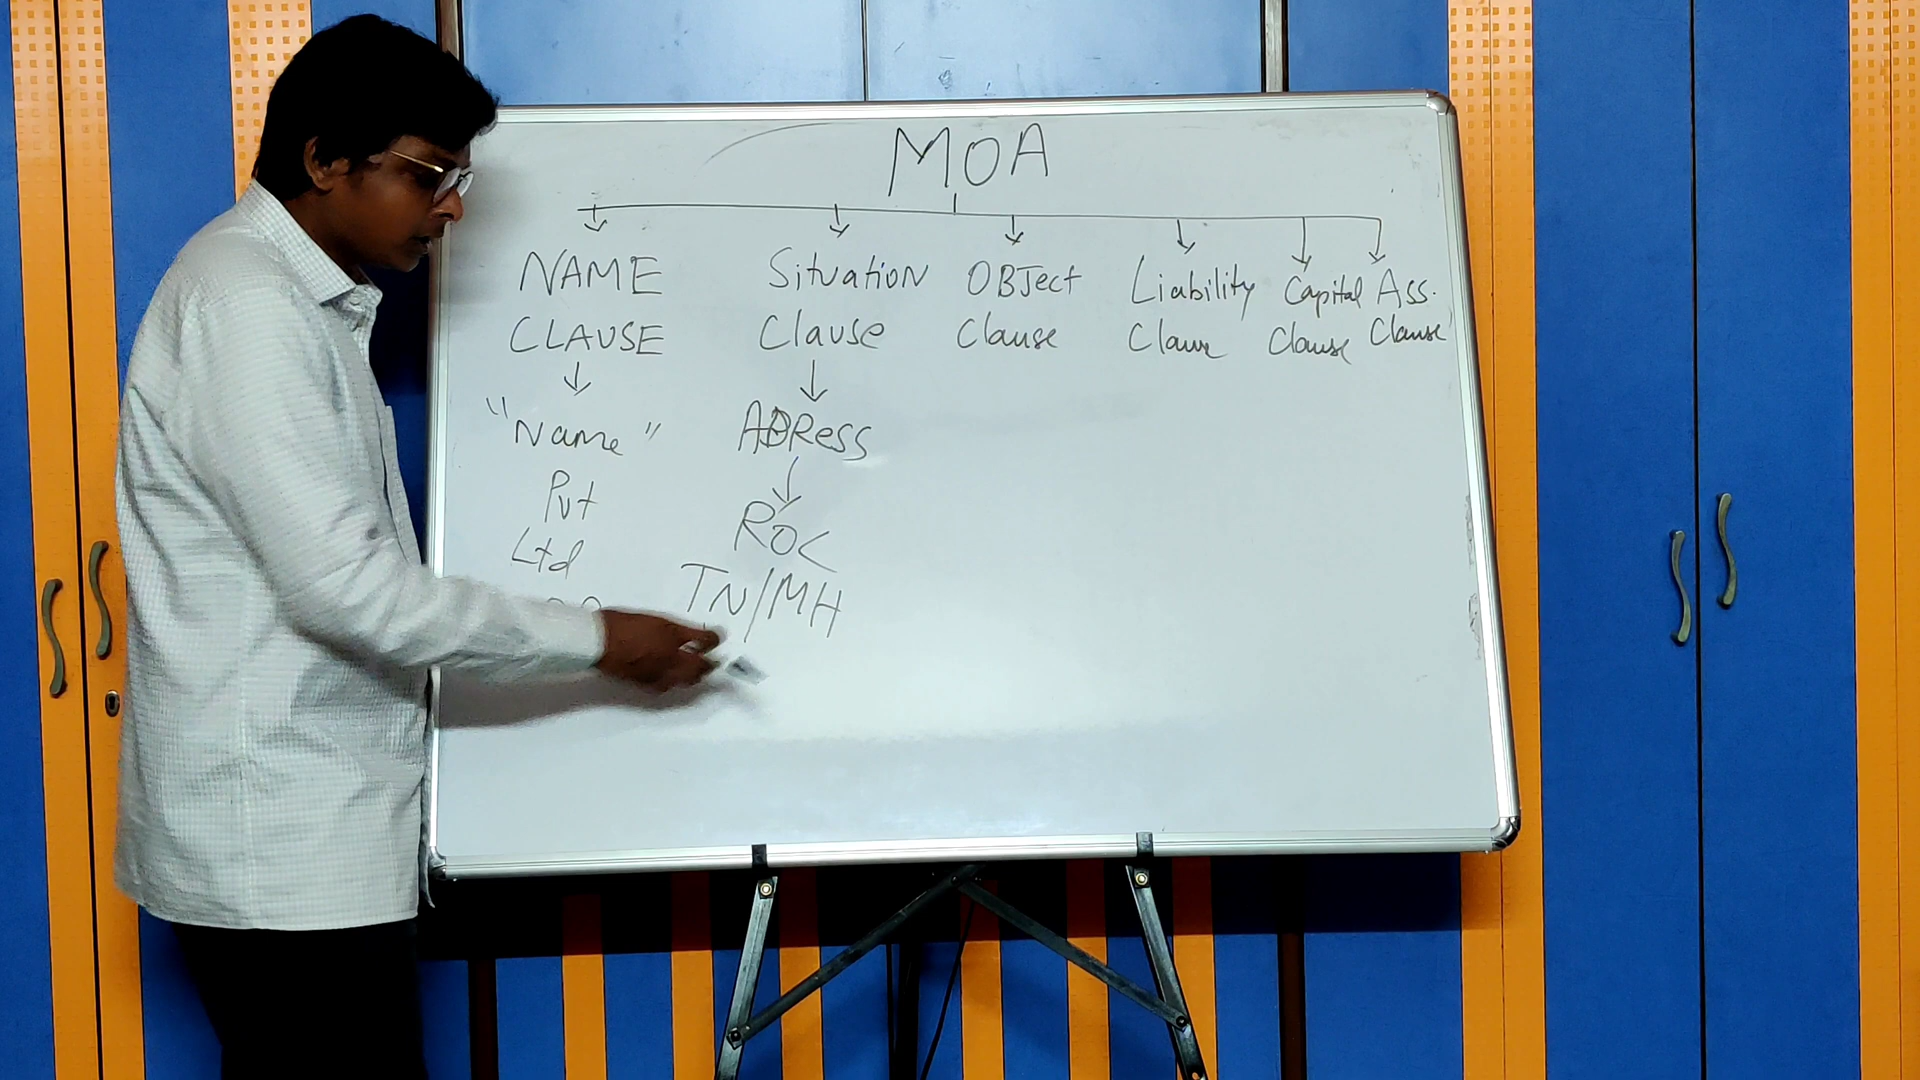 MOA
NAME CLAUSE
"Name"
Pvt
Ltd
Situation Clause
ADRess
ROC
TN/MH
OBJect Clause
Liability Clause
Capital Clause
Ass. Clause